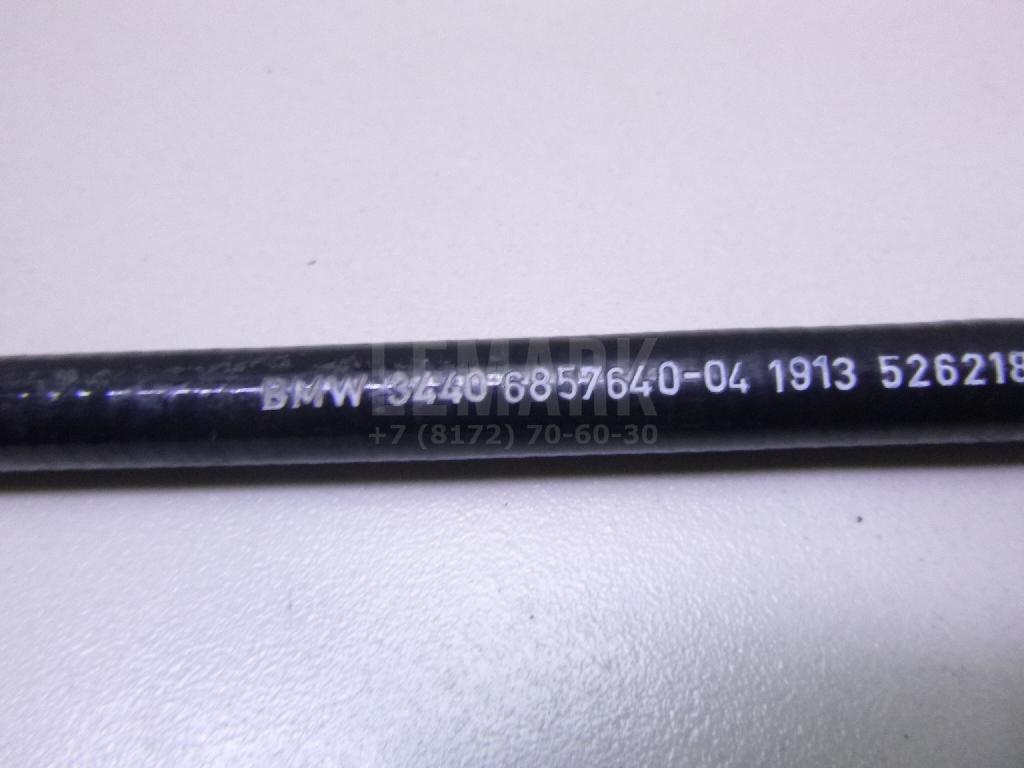 BMW 3440-6857640-04 1913 526218
LEMARK
+7 (8172) 70-60-30